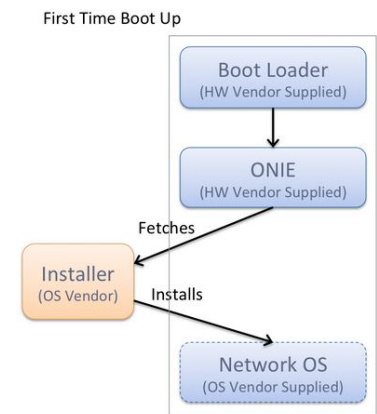 First Time Boot Up
Boot Loader
(HW Vendor Supplied)
ONIE
(HW Vendor Supplied)
Fetches
Installer
(OS Vendor)
Installs
Network OS
(OS Vendor Supplied)